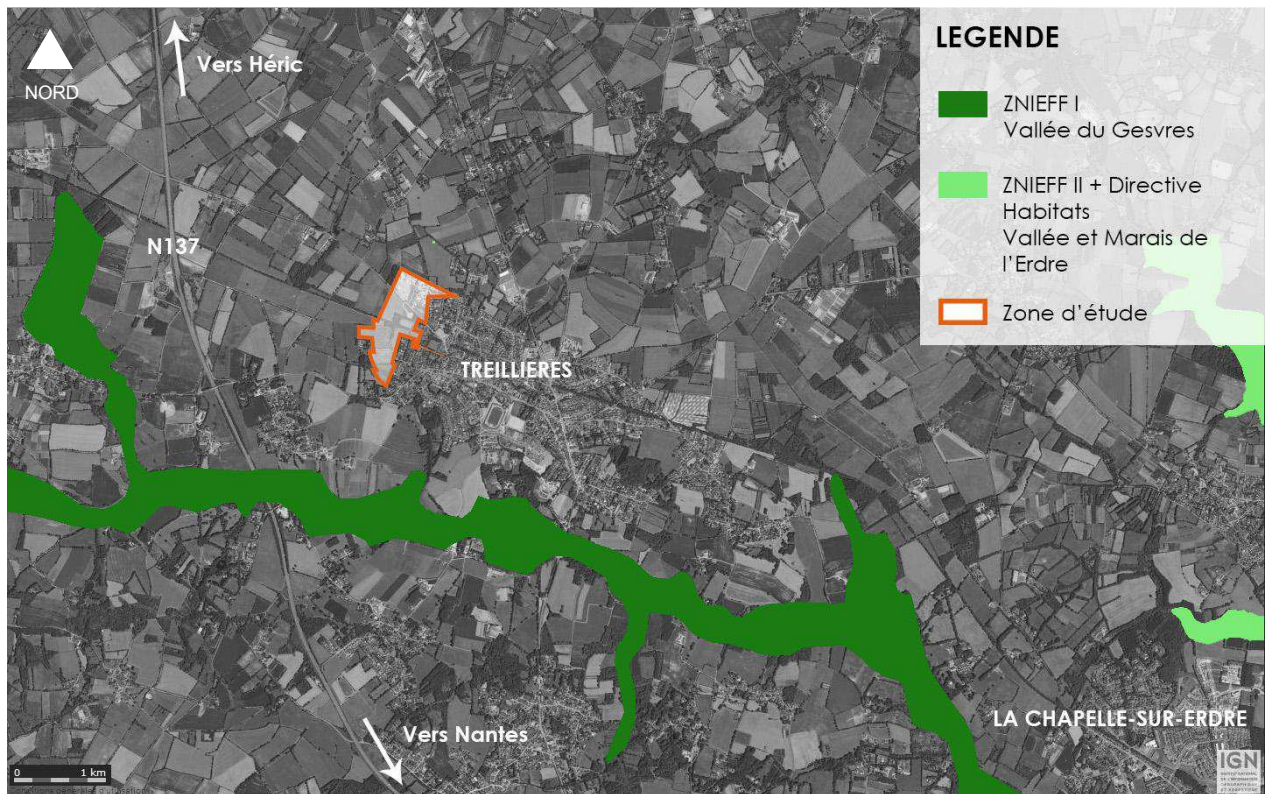 NORD
Vers Héric
N137
TREILLIERES
Vers Nantes
LA CHAPELLE-SUR-ERDRE
LEGENDE
ZNIEFF I
Vallée du Gesvres
ZNIEFF II + Directive
Habitats
Vallée et Marais de
l'Erdre
Zone d'étude
0 1 km
IGN